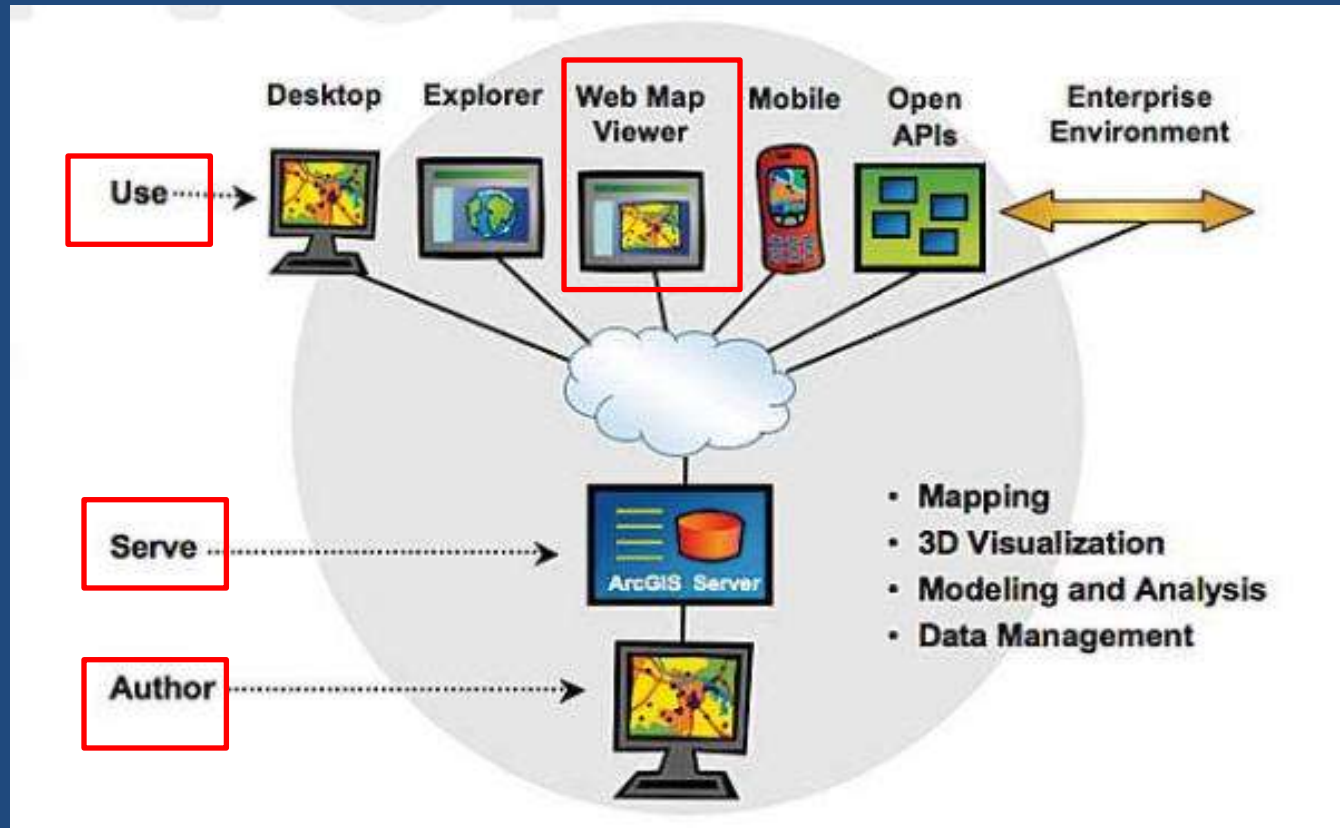 Desktop
Explorer
Web Map
Viewer
Mobile
Open
APIs
Enterprise
Environment
Use
Serve
ArcGIS Server
Author
• Mapping
• 3D Visualization
• Modeling and Analysis
• Data Management